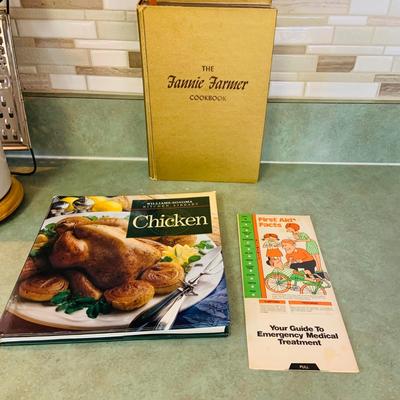 THE
Fannie Farmer
COOKBOOK
WILLIAMS-SONOMA
KITCHEN LIBRARY
Chicken
First Aid
Facts
Your Guide To
Emergency Medical
Treatment
PULL